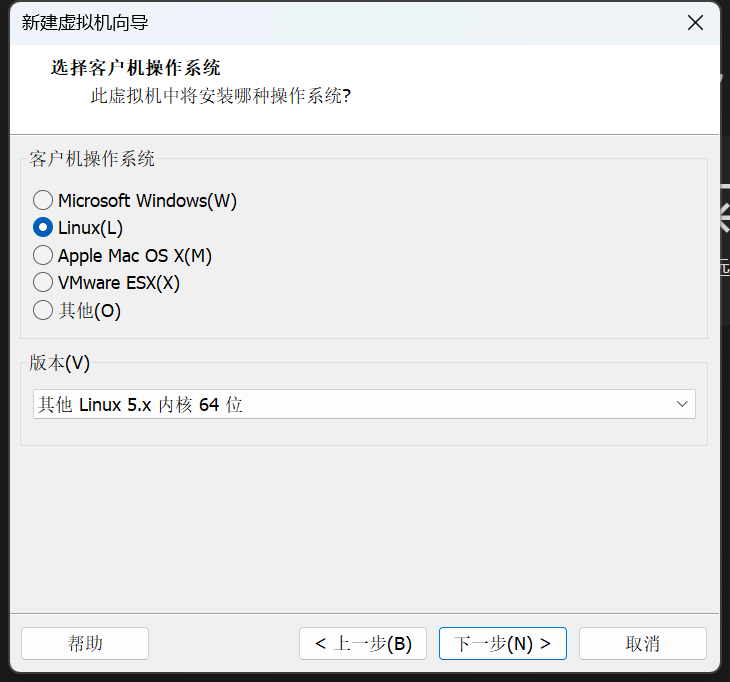 新建虚拟机向导
选择客户机操作系统
此虚拟机中将安装哪种操作系统?
客户机操作系统
Microsoft Windows(W)
Linux(L)
Apple Mac OS X(M)
VMware ESX(X)
其他(O)
版本(V)
其他 Linux 5.x 内核 64 位
帮助
< 上一步(B)
下一步(N) >
取消